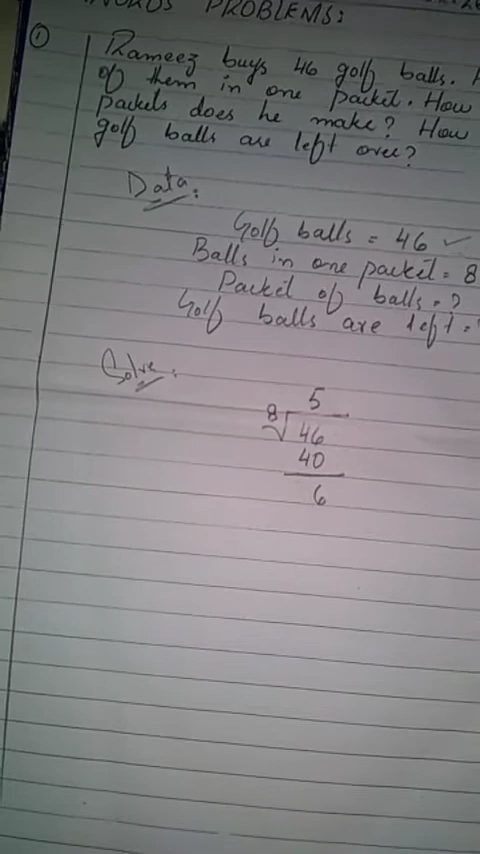 WORDS PROBLEMS:
① Rameez buys 46 golf balls.
of them in one packet. How
packets does he make? How
golf balls are left over?
Data:
Golf balls = 46 ✓
Balls in one packet = 8
Packet of balls = ?
Golf balls are left = ?
Solve:
5
8√46
40
6